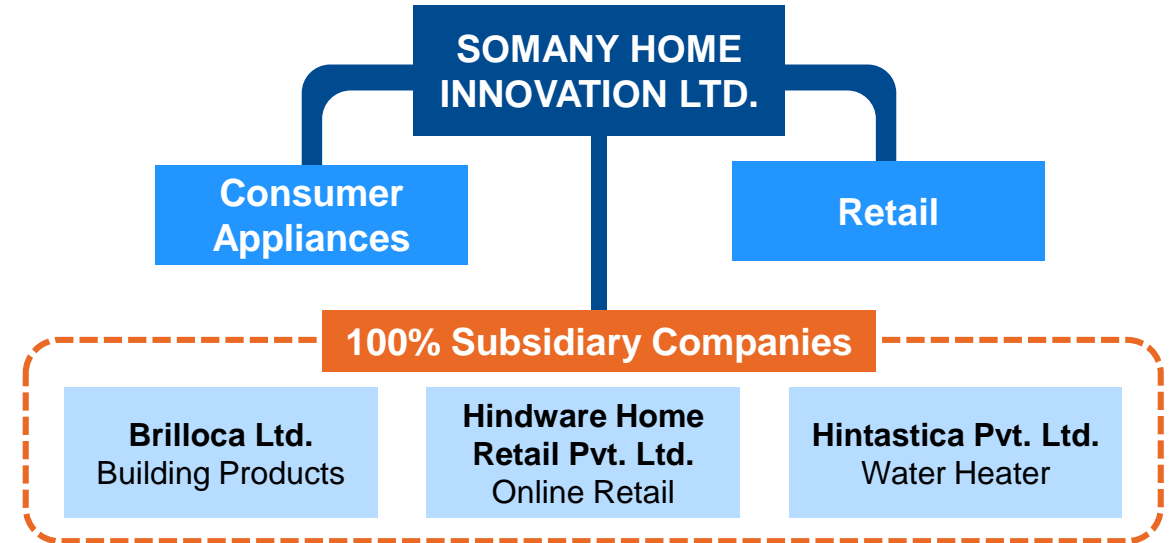 SOMANY HOME
INNOVATION LTD.
Consumer
Appliances
Retail
100% Subsidiary Companies
Brilloca Ltd.
Building Products
Hindware Home
Retail Pvt. Ltd.
Online Retail
Hintastica Pvt. Ltd.
Water Heater